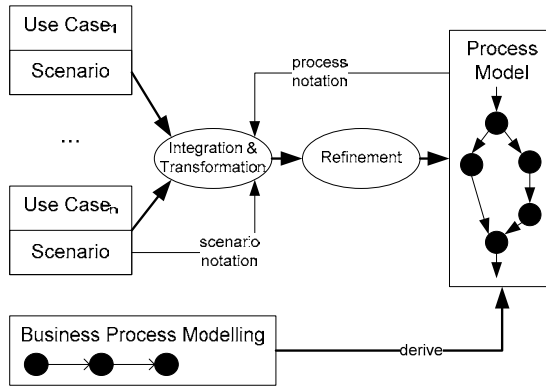 Use Case1
Scenario
...
Use Casen
Scenario
Integration &
Transformation
process
notation
scenario
notation
Refinement
Process
Model
Business Process Modelling
derive